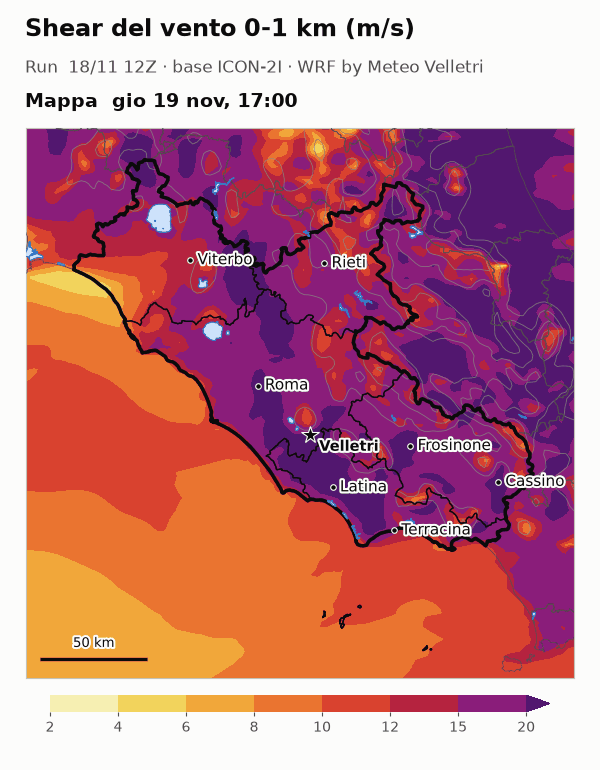 Shear del vento 0-1 km (m/s)
Run 18/11 12Z · base ICON-2I · WRF by Meteo Velletri
Mappa gio 19 nov, 17:00
Viterbo
Rieti
Roma
Velletri
Frosinone
Latina
Cassino
Terracina
50 km
2 4 6 8 10 12 15 20